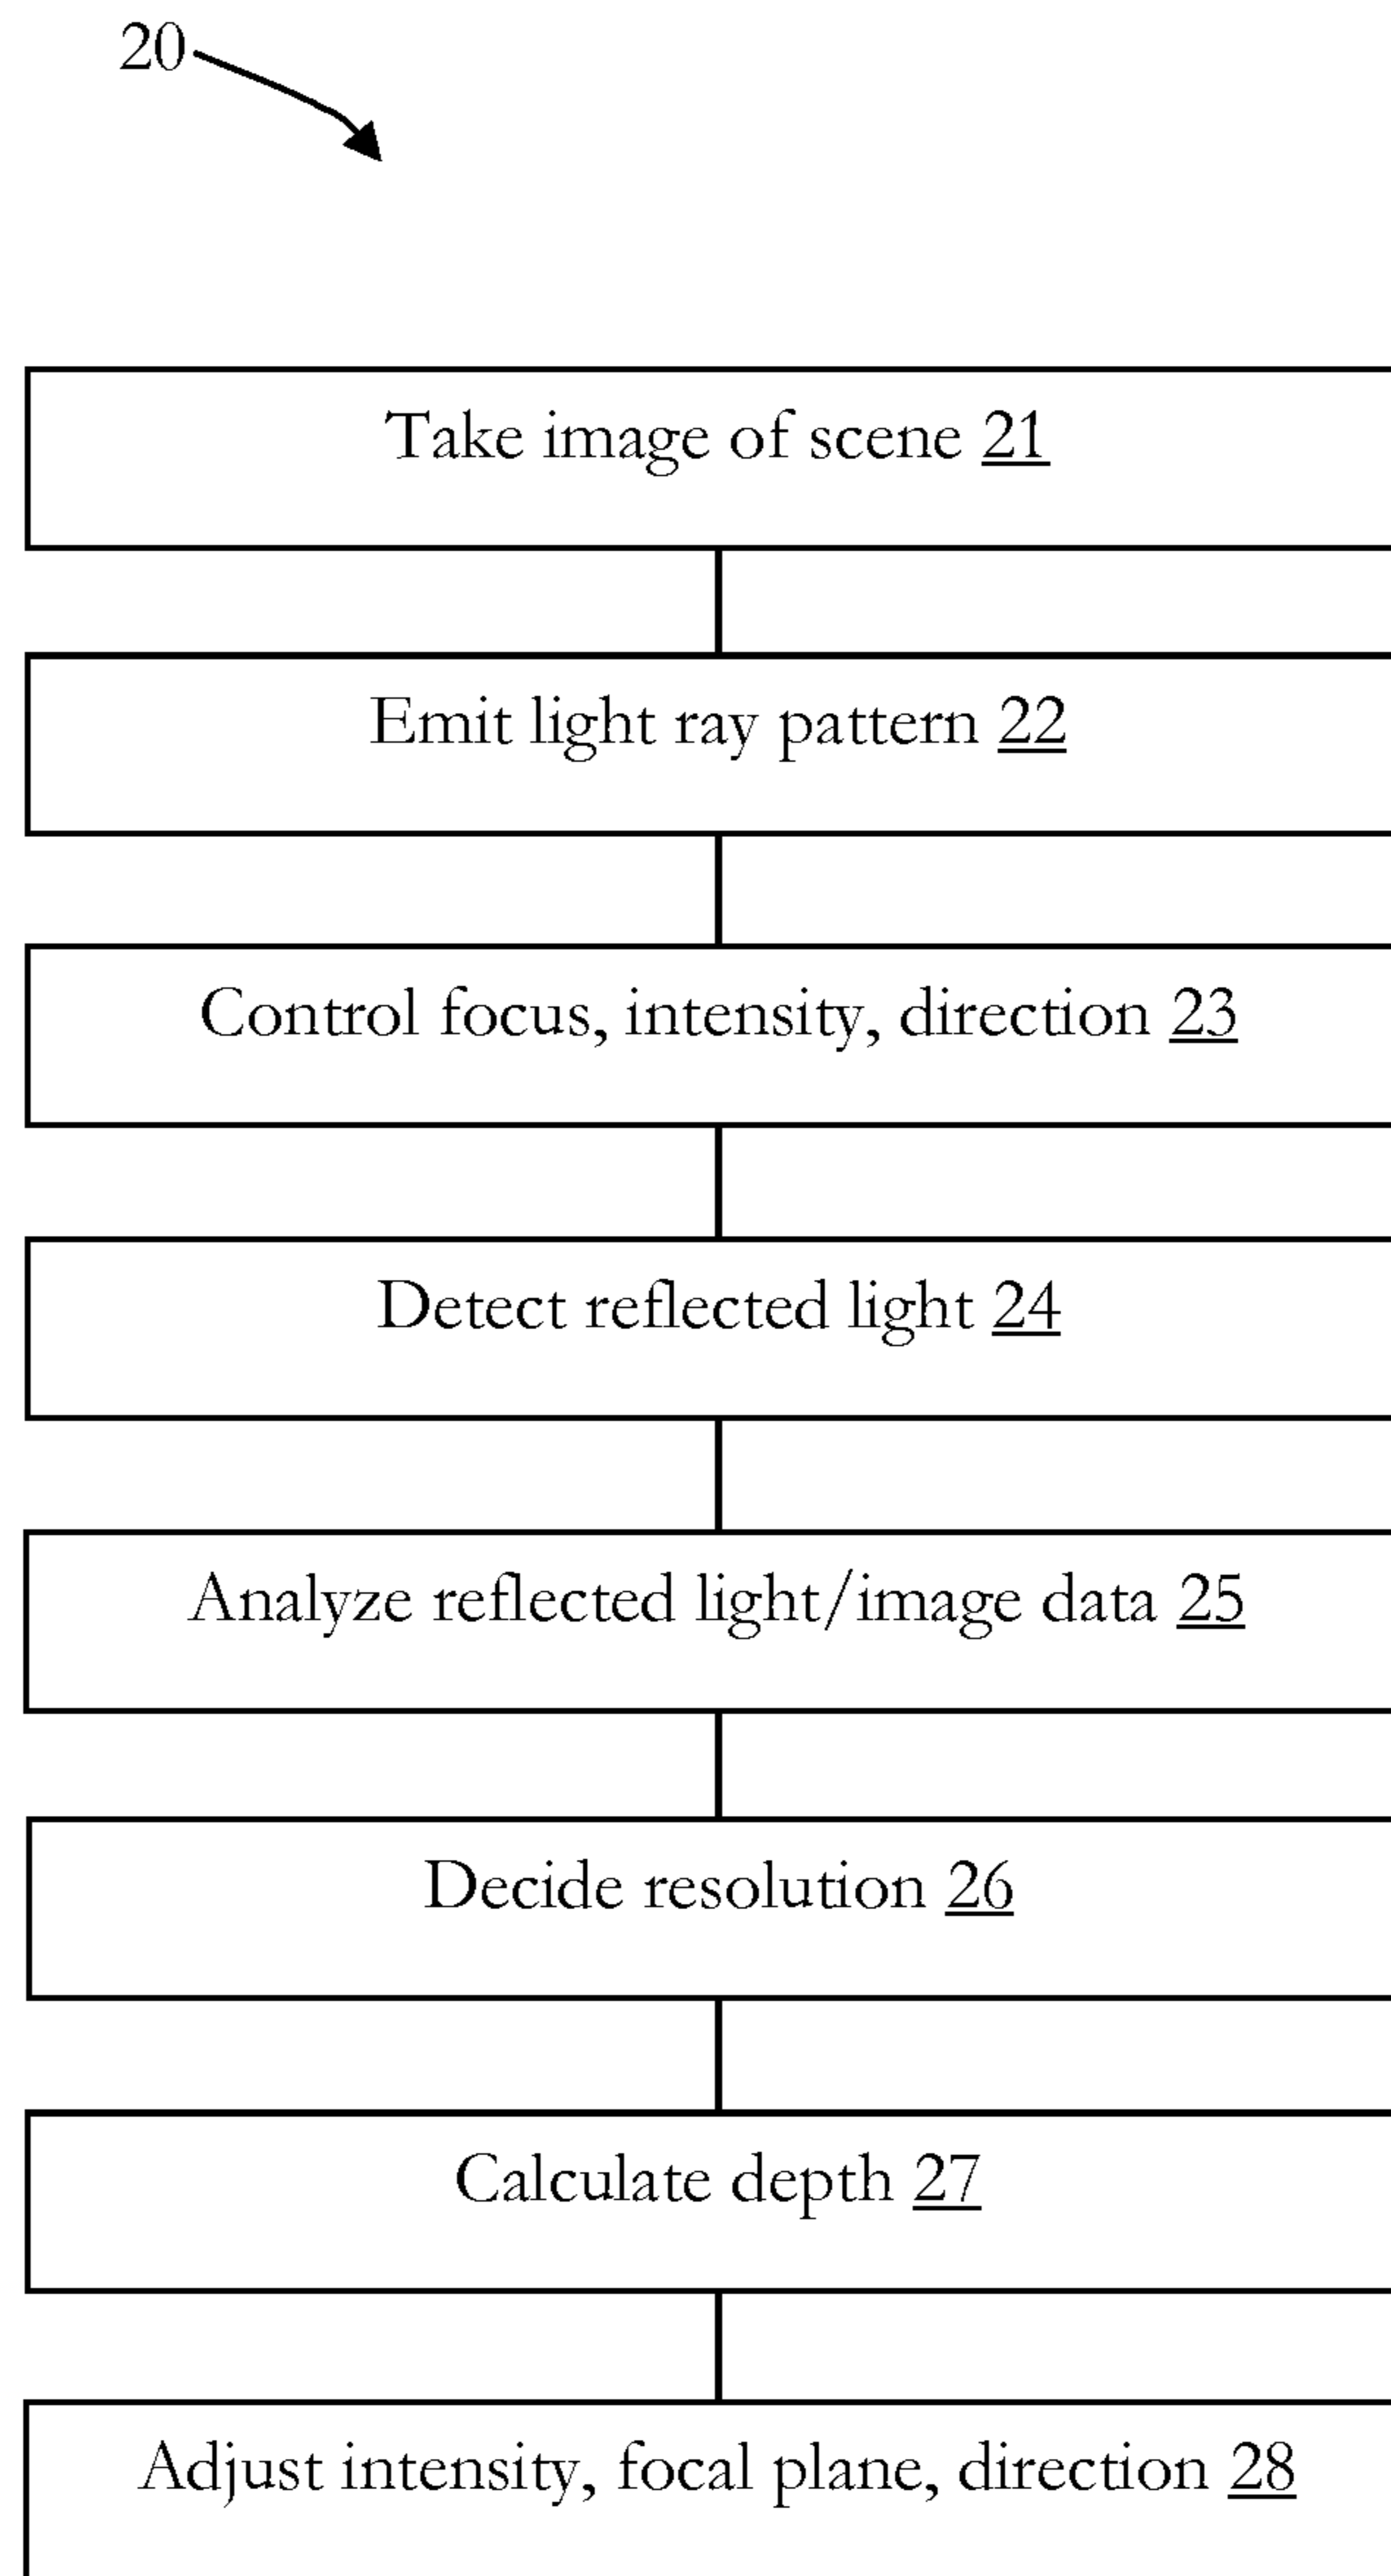 20
Take image of scene 21
Emit light ray pattern 22
Control focus, intensity, direction 23
Detect reflected light 24
Analyze reflected light/image data 25
Decide resolution 26
Calculate depth 27
Adjust intensity, focal plane, direction 28